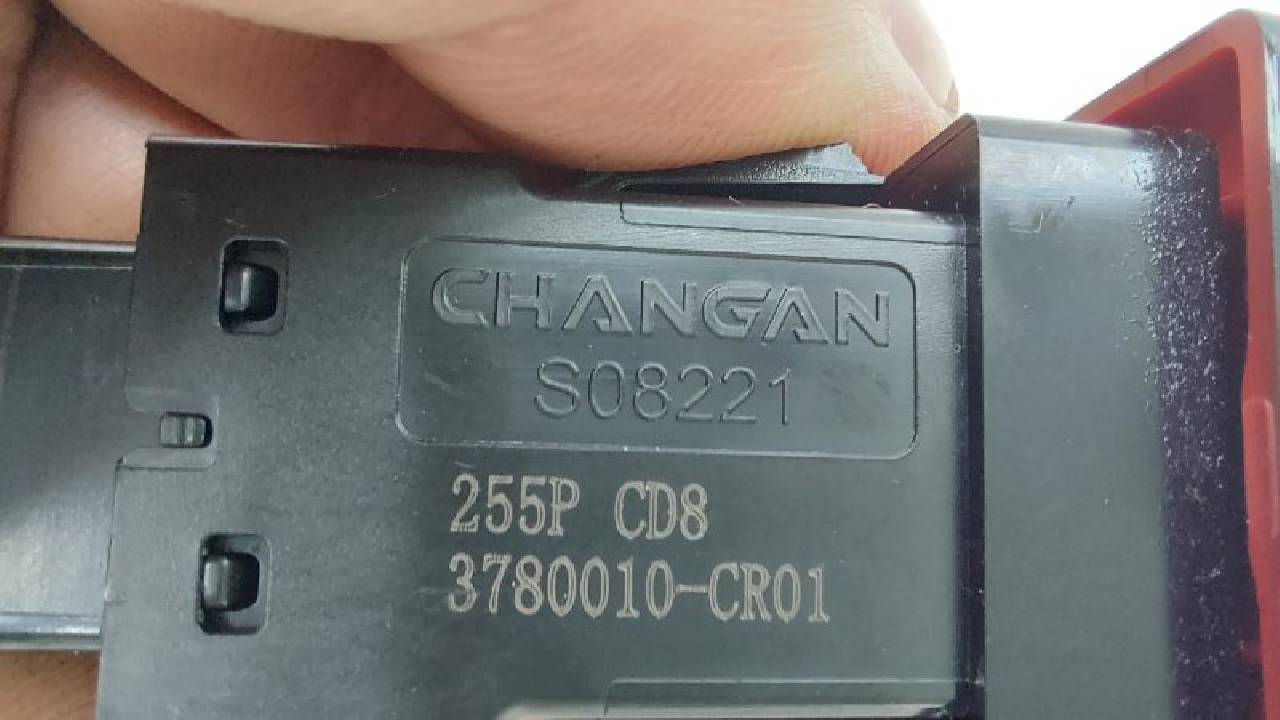 CHANGAN
S08221
255P CD8
3780010-CR01